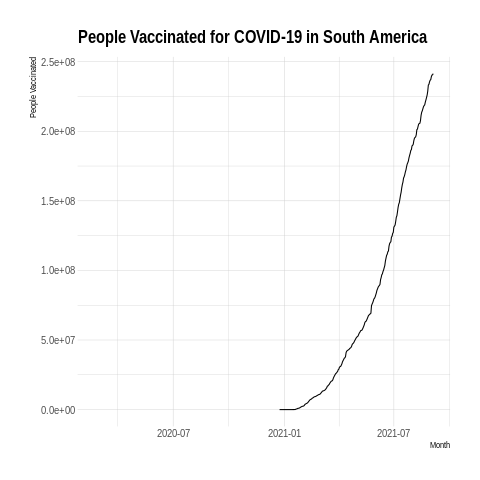 People Vaccinated for COVID-19 in South America
People Vaccinated
2.5e+08
2.0e+08
1.5e+08
1.0e+08
5.0e+07
0.0e+00
2020-07 2021-01 2021-07
Month